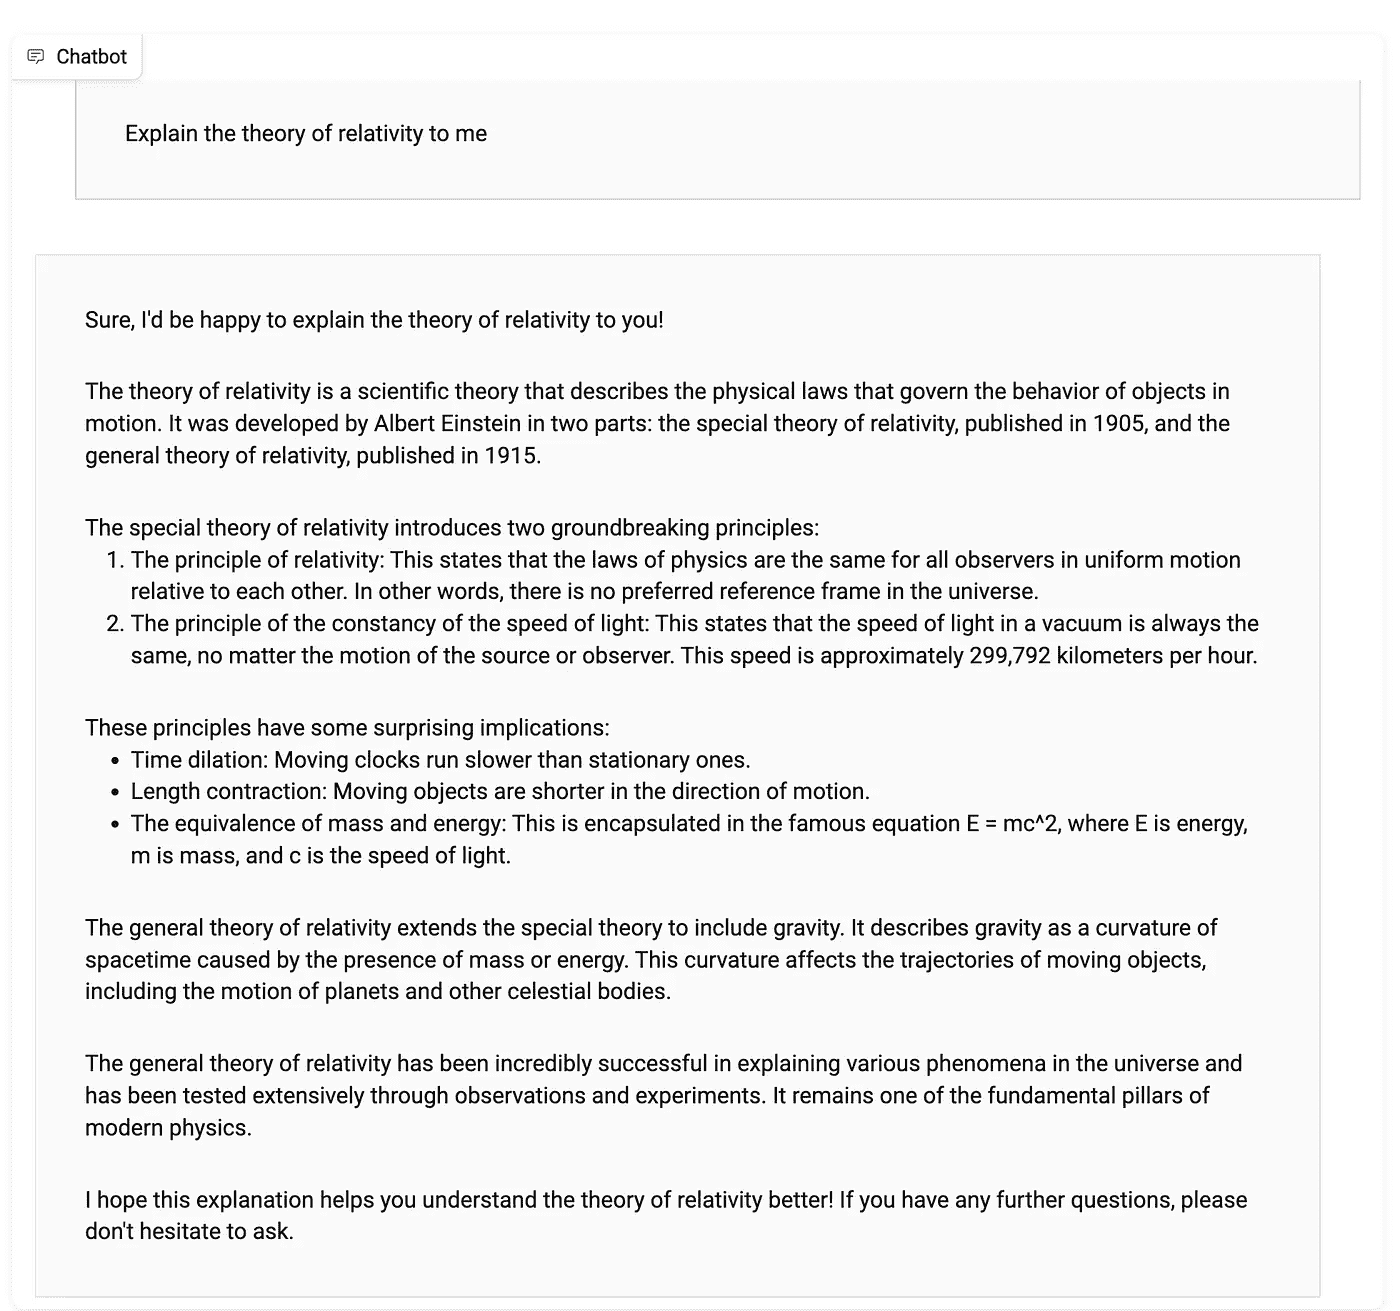 Chatbot
Explain the theory of relativity to me
Sure, I'd be happy to explain the theory of relativity to you!
The theory of relativity is a scientific theory that describes the physical laws that govern the behavior of objects in
motion. It was developed by Albert Einstein in two parts: the special theory of relativity, published in 1905, and the
general theory of relativity, published in 1915.
The special theory of relativity introduces two groundbreaking principles:
1. The principle of relativity: This states that the laws of physics are the same for all observers in uniform motion
relative to each other. In other words, there is no preferred reference frame in the universe.
2. The principle of the constancy of the speed of light: This states that the speed of light in a vacuum is always the
same, no matter the motion of the source or observer. This speed is approximately 299,792 kilometers per hour.
These principles have some surprising implications:
• Time dilation: Moving clocks run slower than stationary ones.
• Length contraction: Moving objects are shorter in the direction of motion.
• The equivalence of mass and energy: This is encapsulated in the famous equation E = mc^2, where E is energy,
m is mass, and c is the speed of light.
The general theory of relativity extends the special theory to include gravity. It describes gravity as a curvature of
spacetime caused by the presence of mass or energy. This curvature affects the trajectories of moving objects,
including the motion of planets and other celestial bodies.
The general theory of relativity has been incredibly successful in explaining various phenomena in the universe and
has been tested extensively through observations and experiments. It remains one of the fundamental pillars of
modern physics.
I hope this explanation helps you understand the theory of relativity better! If you have any further questions, please
don't hesitate to ask.